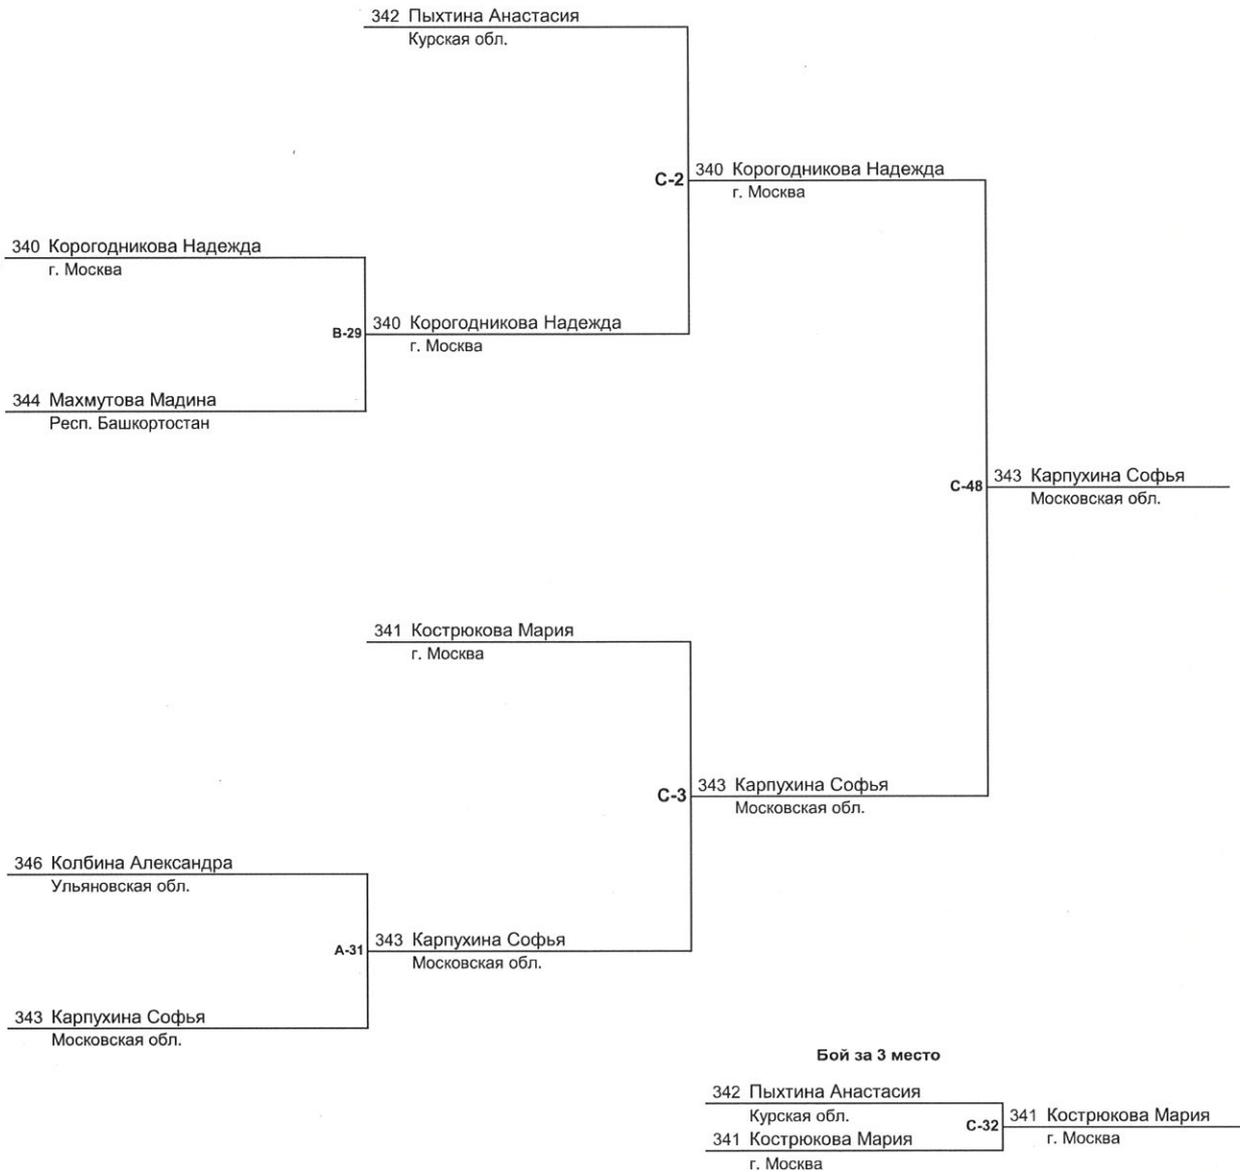 342 Пыхтина Анастасия
Курская обл.
C-2
340 Корогодникова Надежда
г. Москва
340 Корогодникова Надежда
г. Москва
B-29
340 Корогодникова Надежда
г. Москва
344 Махмутова Мадина
Респ. Башкортостан
C-48
343 Карпухина Софья
Московская обл.
341 Кострюкова Мария
г. Москва
C-3
343 Карпухина Софья
Московская обл.
346 Колбина Александра
Ульяновская обл.
A-31
343 Карпухина Софья
Московская обл.
343 Карпухина Софья
Московская обл.
Бой за 3 место
342 Пыхтина Анастасия
Курская обл.
C-32
341 Кострюкова Мария
г. Москва
341 Кострюкова Мария
г. Москва